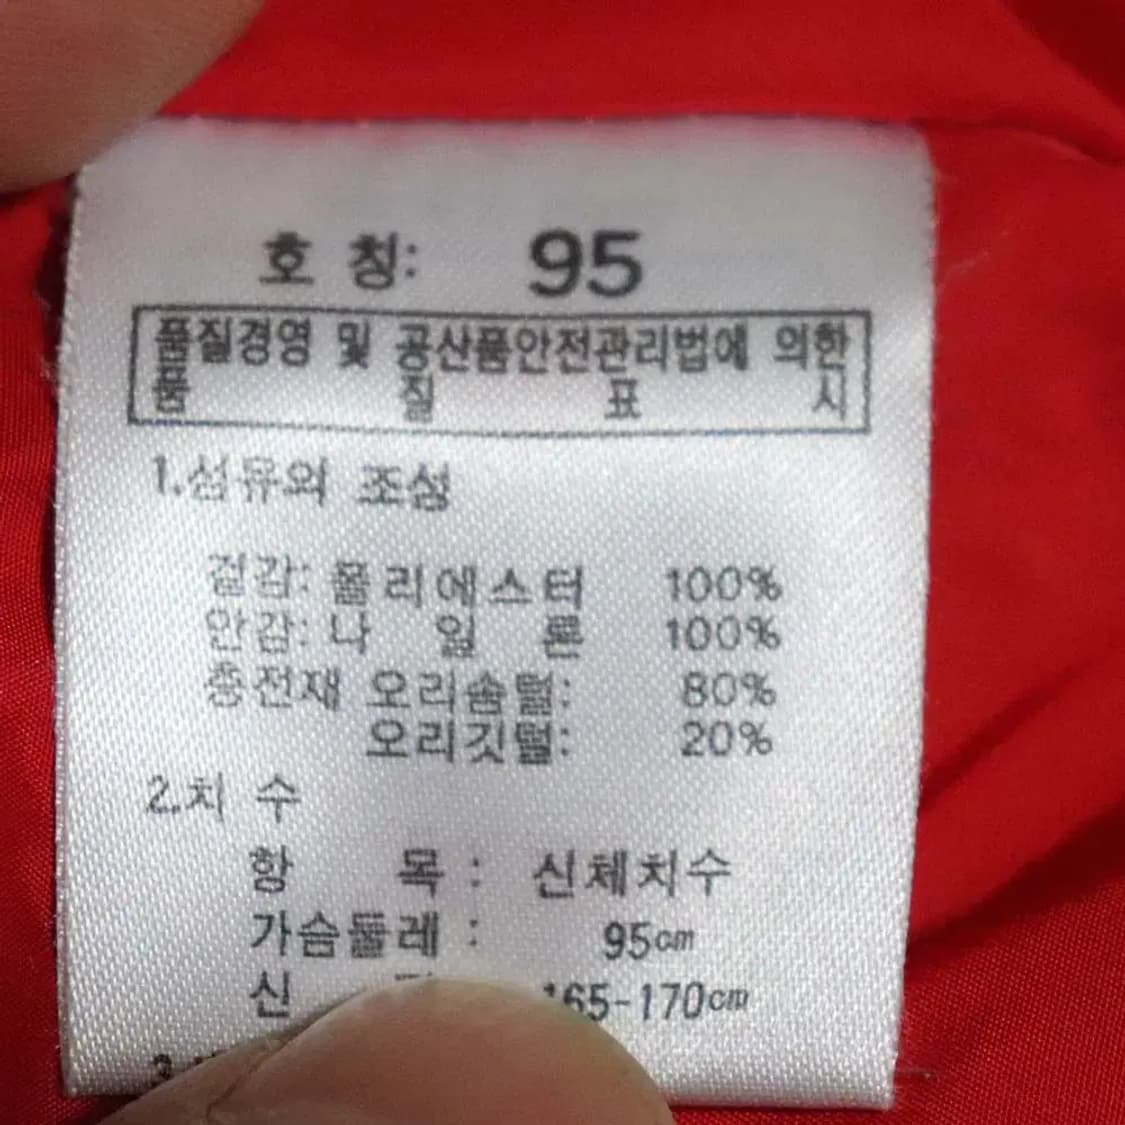 호 칭: 95
품질경영 및 공산품안전관리법에 의한
품 질 표 시
1.섬유의 조성
겉감: 폴리에스터 100%
안감: 나 일 론 100%
충전재 오리솜털: 80%
오리깃털: 20%
2.치 수
항 목 : 신체치수
가슴둘레 : 95cm
신 165-170cm
3.